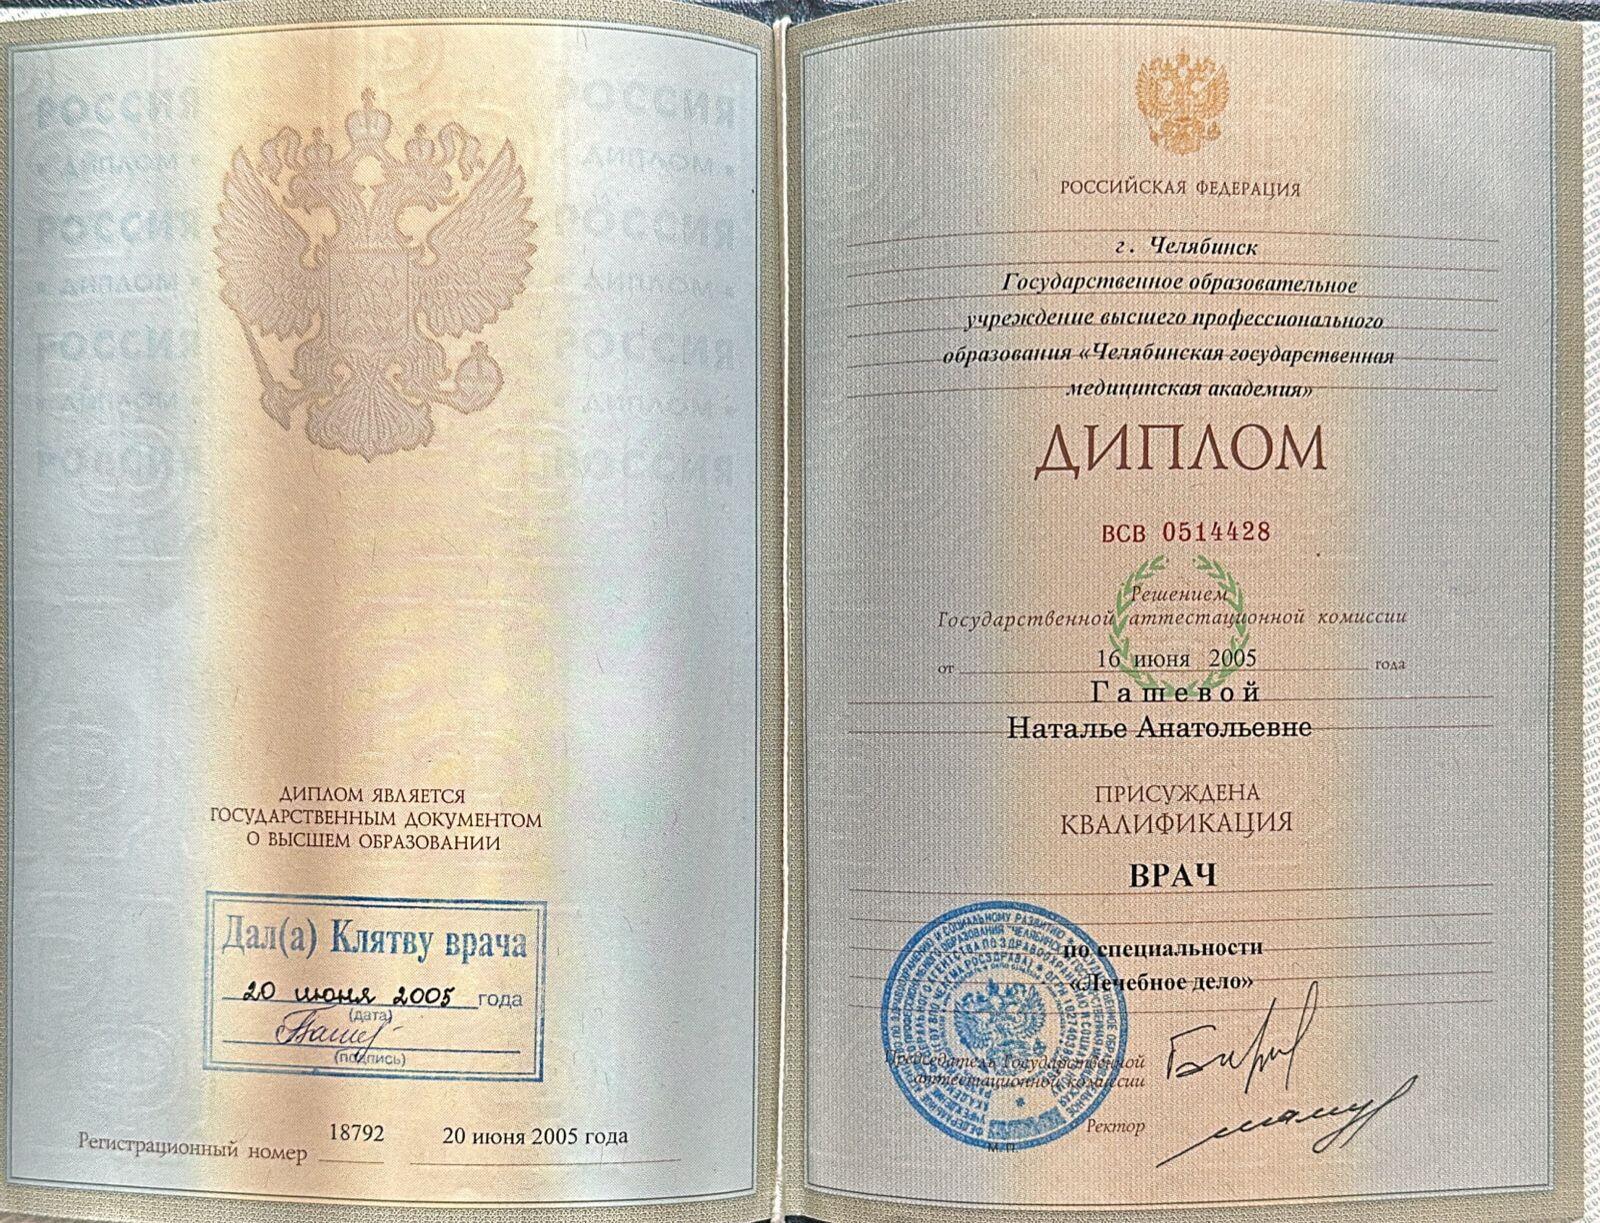 РОССИЯ РОССИЯ
• ДИПЛОМ • • ДИПЛОМ •
РОССИЯ РОССИЯ
• ДИПЛОМ • • ДИПЛОМ •
РОССИЯ РОССИЯ
• ДИПЛОМ • • ДИПЛОМ •
РОССИЯ РОССИЯ
ДИПЛОМ ЯВЛЯЕТСЯ
ГОСУДАРСТВЕННЫМ ДОКУМЕНТОМ
О ВЫСШЕМ ОБРАЗОВАНИИ
Дал(а) Клятву врача
20 июня 2005 года
(дата)
(подпись)
Регистрационный номер 18792 20 июня 2005 года
РОССИЙСКАЯ ФЕДЕРАЦИЯ
г. Челябинск
Государственное образовательное
учреждение высшего профессионального
образования «Челябинская государственная
медицинская академия»
ДИПЛОМ
ВСВ 0514428
Решением
Государственной аттестационной комиссии
от 16 июня 2005 года
Гашевой
Наталье Анатольевне
ПРИСУЖДЕНА
КВАЛИФИКАЦИЯ
ВРАЧ
по специальности
«Лечебное дело»
Председатель Государственной
аттестационной комиссии
Ректор
М.П.